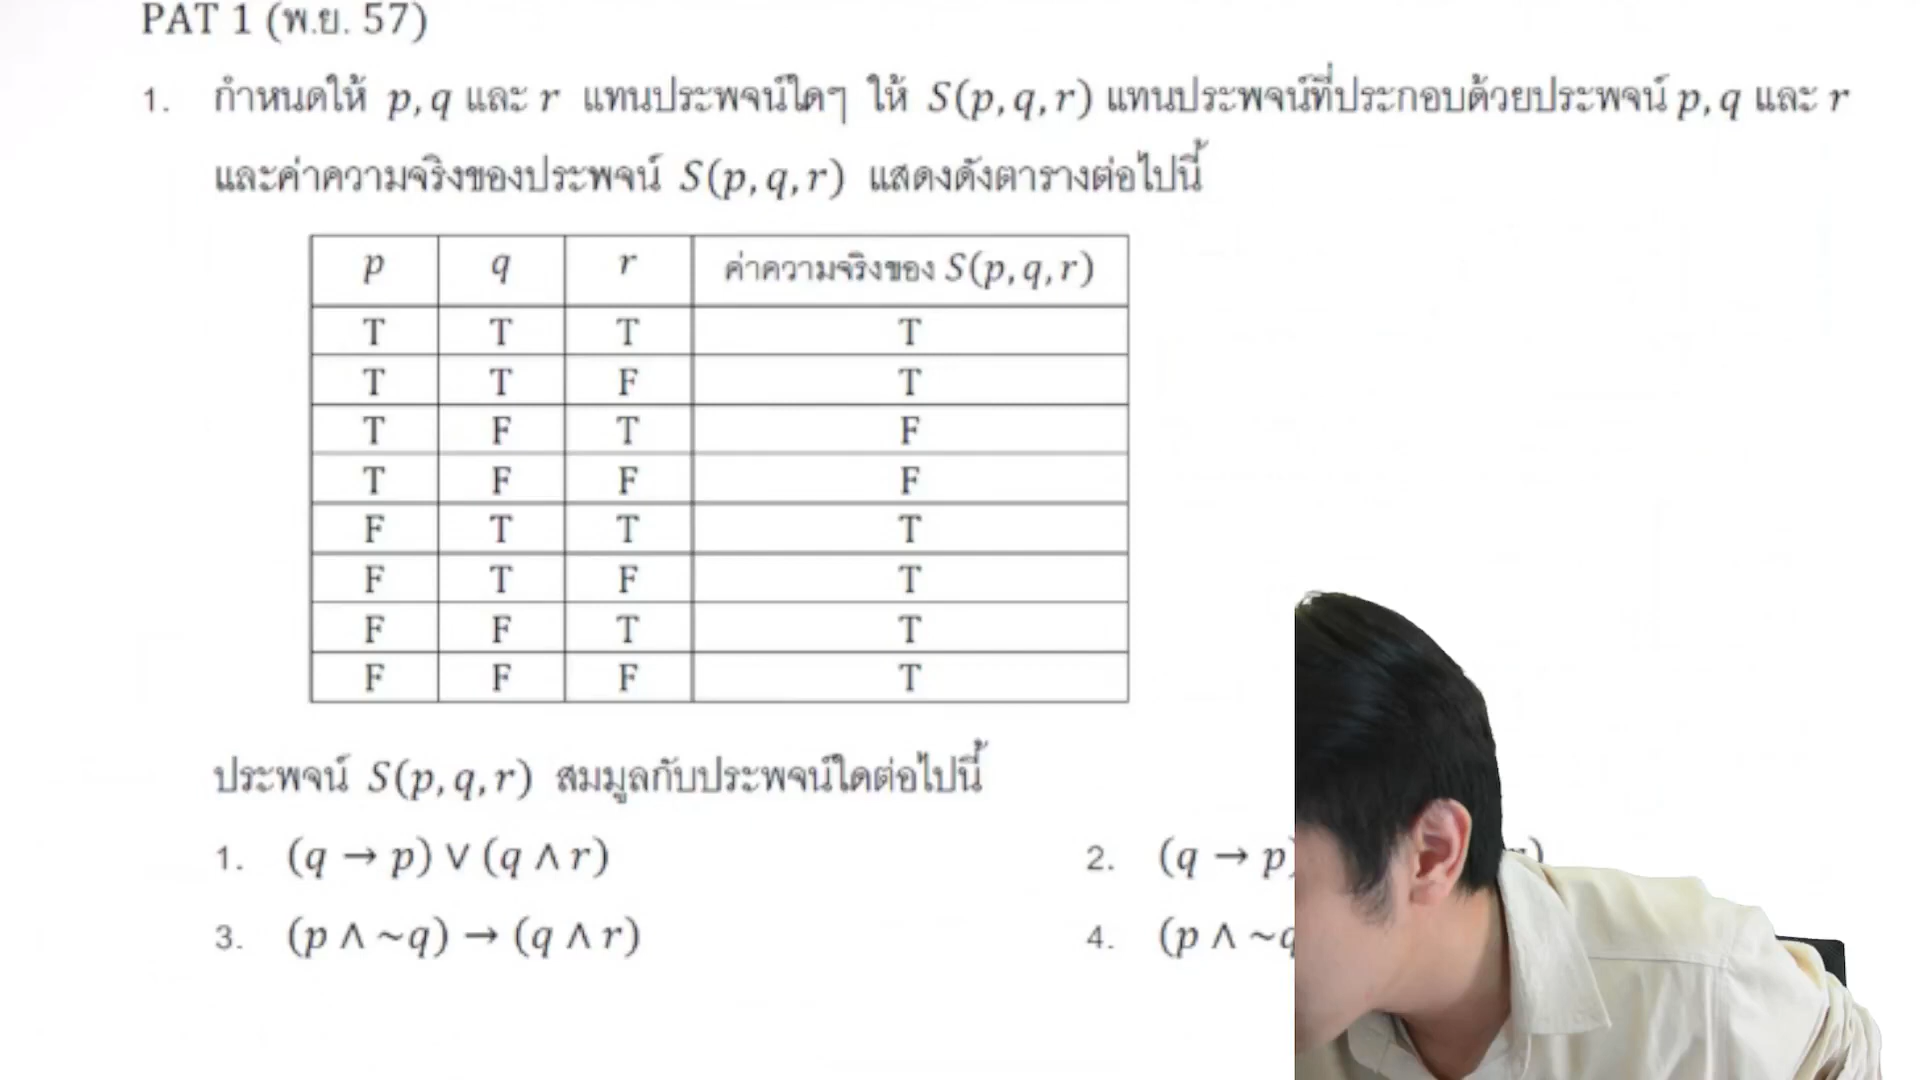 PAT 1 (พ.ย. 57)
1. กำหนดให้ p, q และ r แทนประพจน์ใดๆ ให้ S(p, q, r) แทนประพจน์ที่ประกอบด้วยประพจน์ p, q และ r
และค่าความจริงของประพจน์ S(p, q, r) แสดงดังตารางต่อไปนี้
p q r ค่าความจริงของ S(p, q, r)
T T T T
T T F T
T F T F
T F F F
F T T T
F T F T
F F T T
F F F T
ประพจน์ S(p, q, r) สมมูลกับประพจน์ใดต่อไปนี้
1. (q → p) ∨ (q ∧ r) 2. (q → p)
3. (p ∧ ~q) → (q ∧ r) 4. (p ∧ ~q